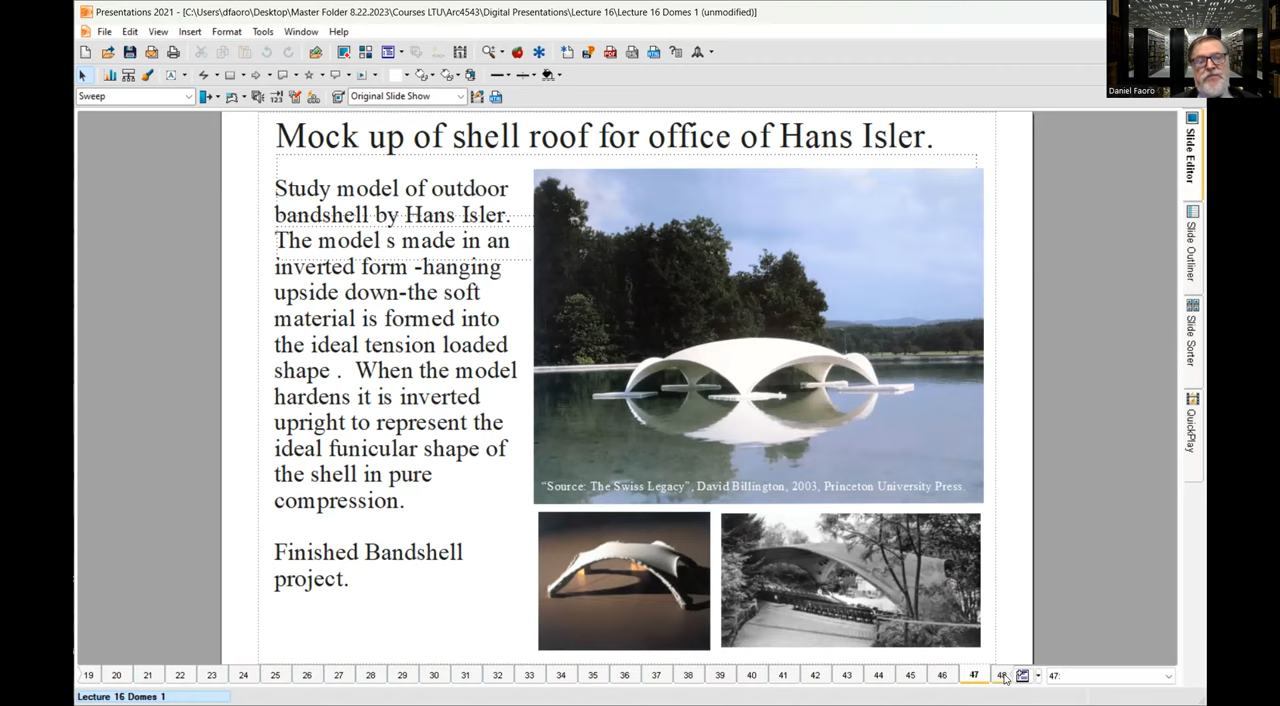 Presentations 2021 - [C:\Users\dfaoro\Desktop\Master Folder 8.22.2023\Courses LTU\Arc4543\Digital Presentations\Lecture 16\Lecture 16 Domes 1 (unmodified)]
File Edit View Insert Format Tools Window Help
Sweep
Original Slide Show
Daniel Faoro
Mock up of shell roof for office of Hans Isler.
Study model of outdoor
bandshell by Hans Isler.
The model s made in an
inverted form -hanging
upside down-the soft
material is formed into
the ideal tension loaded
shape . When the model
hardens it is inverted
upright to represent the
ideal funicular shape of
the shell in pure
compression.
Finished Bandshell
project.
“Source: The Swiss Legacy”, David Billington, 2003, Princeton University Press.
Slide Editor
Slide Outliner
Slide Sorter
QuickPlay
19 20 21 22 23 24 25 26 27 28 29 30 31 32 33 34 35 36 37 38 39 40 41 42 43 44 45 46 47
47:
Lecture 16 Domes 1